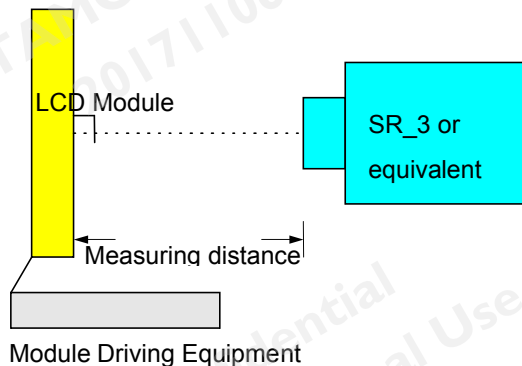 LCD Module
SR_3 or
equivalent
Measuring distance
Module Driving Equipment